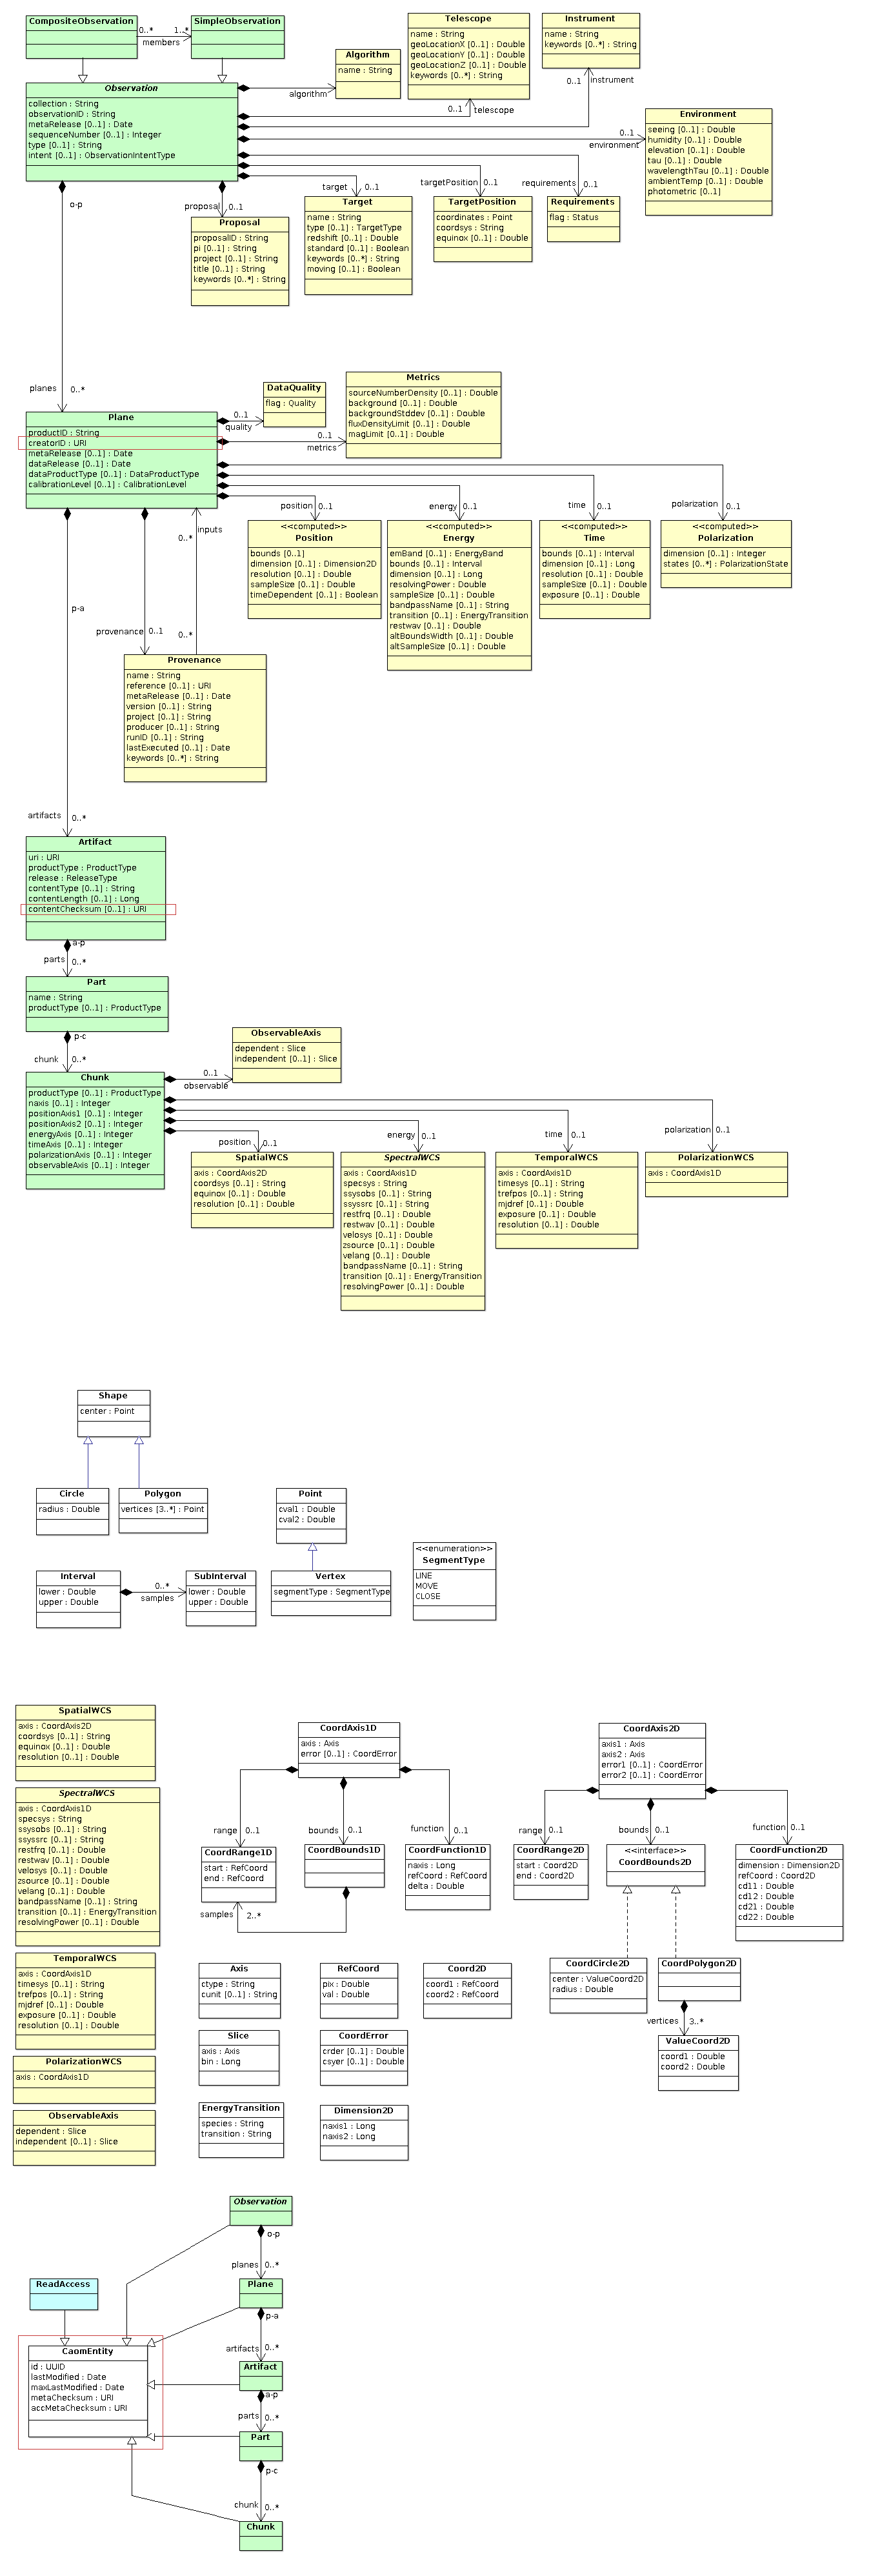 CompositeObservation
0..*
1..*
members
SimpleObservation
Telescope
name : String
geoLocationX [0..1] : Double
geoLocationY [0..1] : Double
geoLocationZ [0..1] : Double
keywords [0..*] : String
Instrument
name : String
keywords [0..*] : String
Algorithm
name : String
algorithm
0..1
telescope
0..1
instrument
Observation
collection : String
observationID : String
metaRelease [0..1] : Date
sequenceNumber [0..1] : Integer
type [0..1] : String
intent [0..1] : ObservationIntentType
Environment
seeing [0..1] : Double
humidity [0..1] : Double
elevation [0..1] : Double
tau [0..1] : Double
wavelengthTau [0..1] : Double
ambientTemp [0..1] : Double
photometric [0..1]
0..1
environment
o-p
proposal
0..1
target
0..1
targetPosition
0..1
requirements
0..1
Proposal
proposalID : String
pi [0..1] : String
project [0..1] : String
title [0..1] : String
keywords [0..*] : String
Target
name : String
type [0..1] : TargetType
redshift [0..1] : Double
standard [0..1] : Boolean
keywords [0..*] : String
moving [0..1] : Boolean
TargetPosition
coordinates : Point
coordsys : String
equinox [0..1] : Double
Requirements
flag : Status
planes
0..*
DataQuality
flag : Quality
Metrics
sourceNumberDensity [0..1] : Double
background [0..1] : Double
backgroundStddev [0..1] : Double
fluxDensityLimit [0..1] : Double
magLimit [0..1] : Double
Plane
productID : String
creatorID : URI
metaRelease [0..1] : Date
dataRelease [0..1] : Date
dataProductType [0..1] : DataProductType
calibrationLevel [0..1] : CalibrationLevel
0..1
quality
0..1
metrics
position
0..1
energy
0..1
time
0..1
polarization
0..1
inputs
0..*
<<computed>>
Position
bounds [0..1]
dimension [0..1] : Dimension2D
resolution [0..1] : Double
sampleSize [0..1] : Double
timeDependent [0..1] : Boolean
<<computed>>
Energy
emBand [0..1] : EnergyBand
bounds [0..1] : Interval
dimension [0..1] : Long
resolvingPower [0..1] : Double
sampleSize [0..1] : Double
bandpassName [0..1] : String
transition [0..1] : EnergyTransition
restwav [0..1] : Double
altBoundsWidth [0..1] : Double
altSampleSize [0..1] : Double
<<computed>>
Time
bounds [0..1] : Interval
dimension [0..1] : Long
resolution [0..1] : Double
sampleSize [0..1] : Double
exposure [0..1] : Double
<<computed>>
Polarization
dimension [0..1] : Integer
states [0..*] : PolarizationState
p-a
provenance
0..1
0..*
Provenance
name : String
reference [0..1] : URI
metaRelease [0..1] : Date
version [0..1] : String
project [0..1] : String
producer [0..1] : String
runID [0..1] : String
lastExecuted [0..1] : Date
keywords [0..*] : String
artifacts
0..*
Artifact
uri : URI
productType : ProductType
release : ReleaseType
contentType [0..1] : String
contentLength [0..1] : Long
contentChecksum [0..1] : URI
a-p
parts
0..*
Part
name : String
productType [0..1] : ProductType
p-c
chunk
0..*
ObservableAxis
dependent : Slice
independent [0..1] : Slice
Chunk
productType [0..1] : ProductType
naxis [0..1] : Integer
positionAxis1 [0..1] : Integer
positionAxis2 [0..1] : Integer
energyAxis [0..1] : Integer
timeAxis [0..1] : Integer
polarizationAxis [0..1] : Integer
observableAxis [0..1] : Integer
0..1
observable
position
0..1
energy
0..1
time
0..1
polarization
0..1
SpatialWCS
axis : CoordAxis2D
coordsys [0..1] : String
equinox [0..1] : Double
resolution [0..1] : Double
SpectralWCS
axis : CoordAxis1D
specsys : String
ssysobs [0..1] : String
ssyssrc [0..1] : String
restfrq [0..1] : Double
restwav [0..1] : Double
velosys [0..1] : Double
zsource [0..1] : Double
velang [0..1] : Double
bandpassName [0..1] : String
transition [0..1] : EnergyTransition
resolvingPower [0..1] : Double
TemporalWCS
axis : CoordAxis1D
timesys [0..1] : String
trefpos [0..1] : String
mjdref [0..1] : Double
exposure [0..1] : Double
resolution [0..1] : Double
PolarizationWCS
axis : CoordAxis1D
Shape
center : Point
Circle
radius : Double
Polygon
vertices [3..*] : Point
Point
cval1 : Double
cval2 : Double
Interval
lower : Double
upper : Double
0..*
samples
SubInterval
lower : Double
upper : Double
Vertex
segmentType : SegmentType
<<enumeration>>
SegmentType
LINE
MOVE
CLOSE
SpatialWCS
axis : CoordAxis2D
coordsys [0..1] : String
equinox [0..1] : Double
resolution [0..1] : Double
SpectralWCS
axis : CoordAxis1D
specsys : String
ssysobs [0..1] : String
ssyssrc [0..1] : String
restfrq [0..1] : Double
restwav [0..1] : Double
velosys [0..1] : Double
zsource [0..1] : Double
velang [0..1] : Double
bandpassName [0..1] : String
transition [0..1] : EnergyTransition
resolvingPower [0..1] : Double
TemporalWCS
axis : CoordAxis1D
timesys [0..1] : String
trefpos [0..1] : String
mjdref [0..1] : Double
exposure [0..1] : Double
resolution [0..1] : Double
PolarizationWCS
axis : CoordAxis1D
ObservableAxis
dependent : Slice
independent [0..1] : Slice
CoordAxis1D
axis : Axis
error [0..1] : CoordError
range
0..1
bounds
0..1
function
0..1
CoordRange1D
start : RefCoord
end : RefCoord
CoordBounds1D
CoordFunction1D
naxis : Long
refCoord : RefCoord
delta : Double
samples
2..*
CoordAxis2D
axis1 : Axis
axis2 : Axis
error1 [0..1] : CoordError
error2 [0..1] : CoordError
range
0..1
bounds
0..1
function
0..1
CoordRange2D
start : Coord2D
end : Coord2D
<<interface>>
CoordBounds2D
CoordFunction2D
dimension : Dimension2D
refCoord : Coord2D
cd11 : Double
cd12 : Double
cd21 : Double
cd22 : Double
Axis
ctype : String
cunit [0..1] : String
RefCoord
pix : Double
val : Double
Coord2D
coord1 : RefCoord
coord2 : RefCoord
CoordCircle2D
center : ValueCoord2D
radius : Double
CoordPolygon2D
vertices
3..*
ValueCoord2D
coord1 : Double
coord2 : Double
Slice
axis : Axis
bin : Long
CoordError
crder [0..1] : Double
csyer [0..1] : Double
EnergyTransition
species : String
transition : String
Dimension2D
naxis1 : Long
naxis2 : Long
Observation
o-p
planes
0..*
ReadAccess
Plane
p-a
artifacts
0..*
CaomEntity
id : UUID
lastModified : Date
maxLastModified : Date
metaChecksum : URI
accMetaChecksum : URI
Artifact
a-p
parts
0..*
Part
p-c
chunk
0..*
Chunk